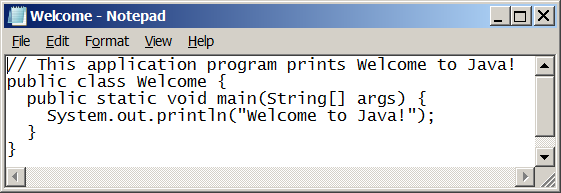 Welcome - Notepad
File Edit Format View Help
// This application program prints Welcome to Java!
public class Welcome {
  public static void main(String[] args) {
    System.out.println("Welcome to Java!");
  }
}